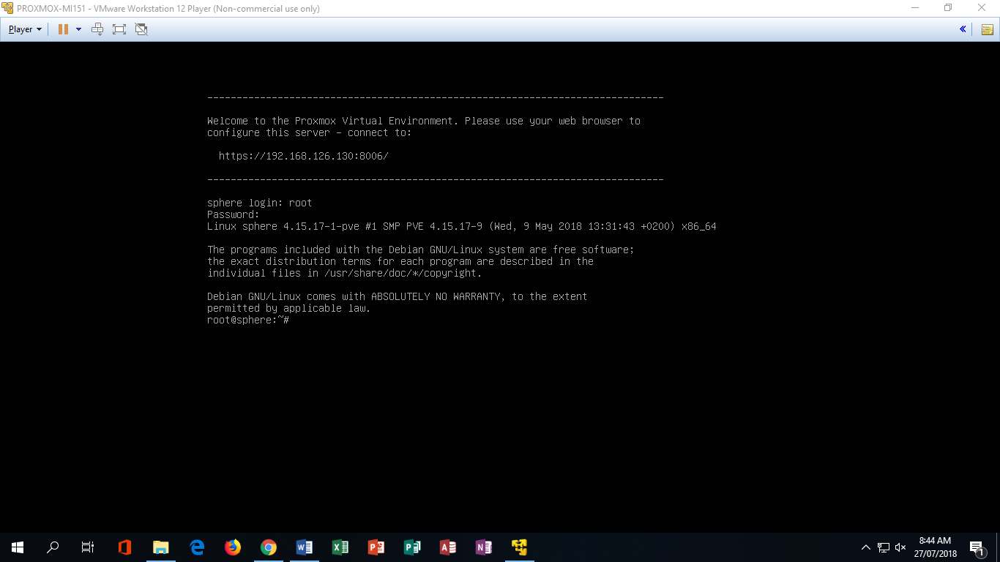 PROXMOX-MI151 - VMware Workstation 12 Player (Non-commercial use only)
Player
--------------------------------------------------------------------------------
Welcome to the Proxmox Virtual Environment. Please use your web browser to
configure this server - connect to:
https://192.168.126.130:8006/
--------------------------------------------------------------------------------
sphere login: root
Password:
Linux sphere 4.15.17-1-pve #1 SMP PVE 4.15.17-9 (Wed, 9 May 2018 13:31:43 +0200) x86_64
The programs included with the Debian GNU/Linux system are free software;
the exact distribution terms for each program are described in the
individual files in /usr/share/doc/*/copyright.
Debian GNU/Linux comes with ABSOLUTELY NO WARRANTY, to the extent
permitted by applicable law.
root@sphere:~#
8:44 AM
27/07/2018
1